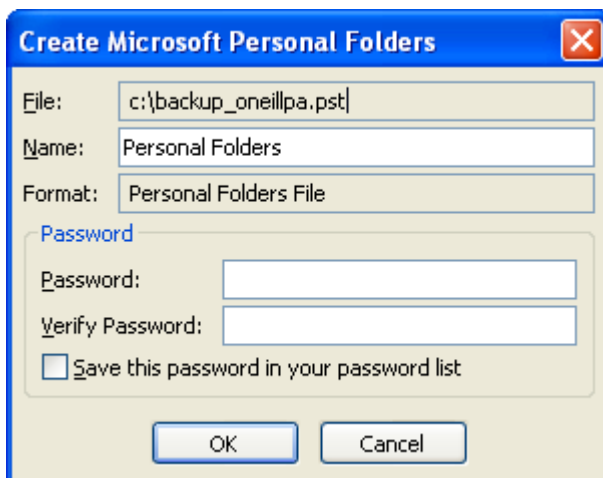 Create Microsoft Personal Folders
File: c:\backup_oneillpa.pst
Name: Personal Folders
Format: Personal Folders File
Password
Password:
Verify Password:
Save this password in your password list
OK Cancel